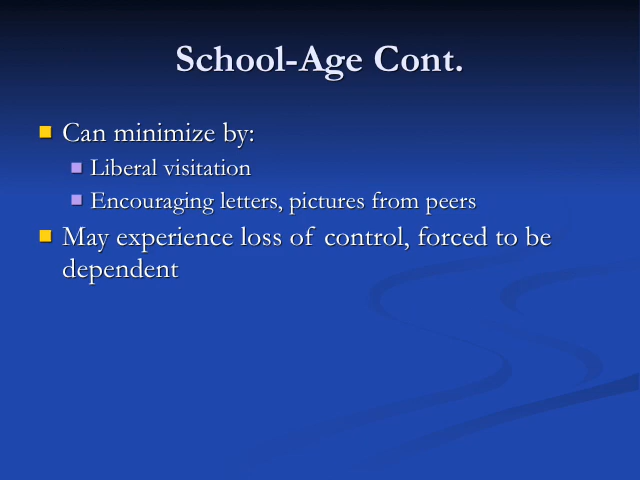 School-Age Cont.
Can minimize by:
Liberal visitation
Encouraging letters, pictures from peers
May experience loss of control, forced to be
dependent